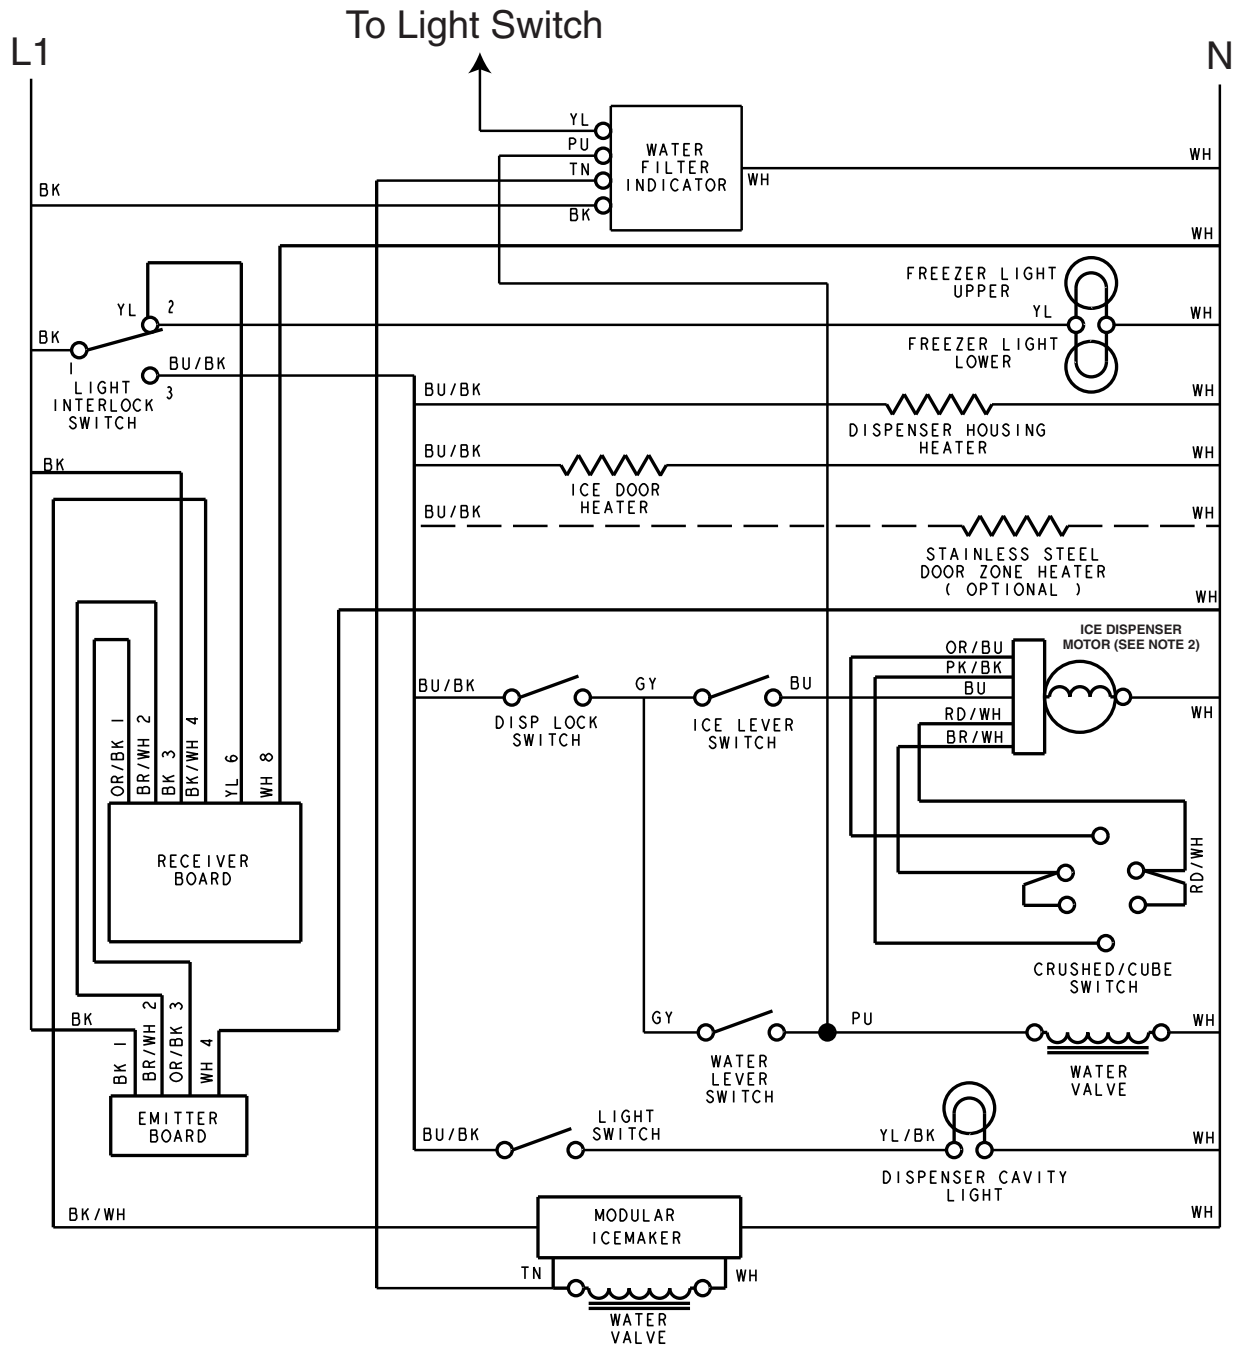 To Light Switch
L1
N
YL
PU
TN
BK
WATER
FILTER
INDICATOR
WH
WH
BK
WH
FREEZER LIGHT
UPPER
YL
2
YL
WH
BK
1
FREEZER LIGHT
LOWER
BU/BK
3
LIGHT
INTERLOCK
SWITCH
BU/BK
WH
DISPENSER HOUSING
HEATER
BU/BK
WH
BK
ICE DOOR
HEATER
BU/BK
WH
STAINLESS STEEL
DOOR ZONE HEATER
( OPTIONAL )
WH
ICE DISPENSER
MOTOR (SEE NOTE 2)
OR/BU
PK/BK
BU
RD/WH
BR/WH
WH
BU/BK
GY
BU
DISP LOCK
SWITCH
ICE LEVER
SWITCH
OR/BK 1
BR/WH 2
BK 3
BK/WH 4
YL 6
WH 8
RECEIVER
BOARD
RD/WH
CRUSHED/CUBE
SWITCH
BK
BK 1
BR/WH 2
OR/BK 3
WH 4
EMITTER
BOARD
GY
PU
WH
WATER
LEVER
SWITCH
WATER
VALVE
LIGHT
SWITCH
BU/BK
YL/BK
WH
DISPENSER CAVITY
LIGHT
BK/WH
MODULAR
ICEMAKER
WH
TN
WH
WATER
VALVE